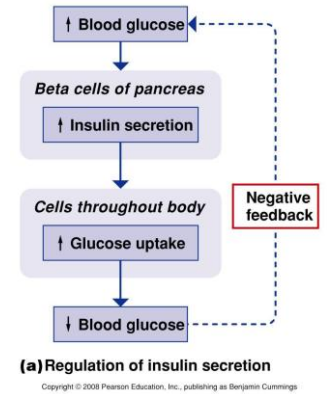 ↑ Blood glucose
Beta cells of pancreas
↑ Insulin secretion
Cells throughout body
↑ Glucose uptake
Negative
feedback
↓ Blood glucose
(a) Regulation of insulin secretion
Copyright © 2008 Pearson Education, Inc., publishing as Benjamin Cummings